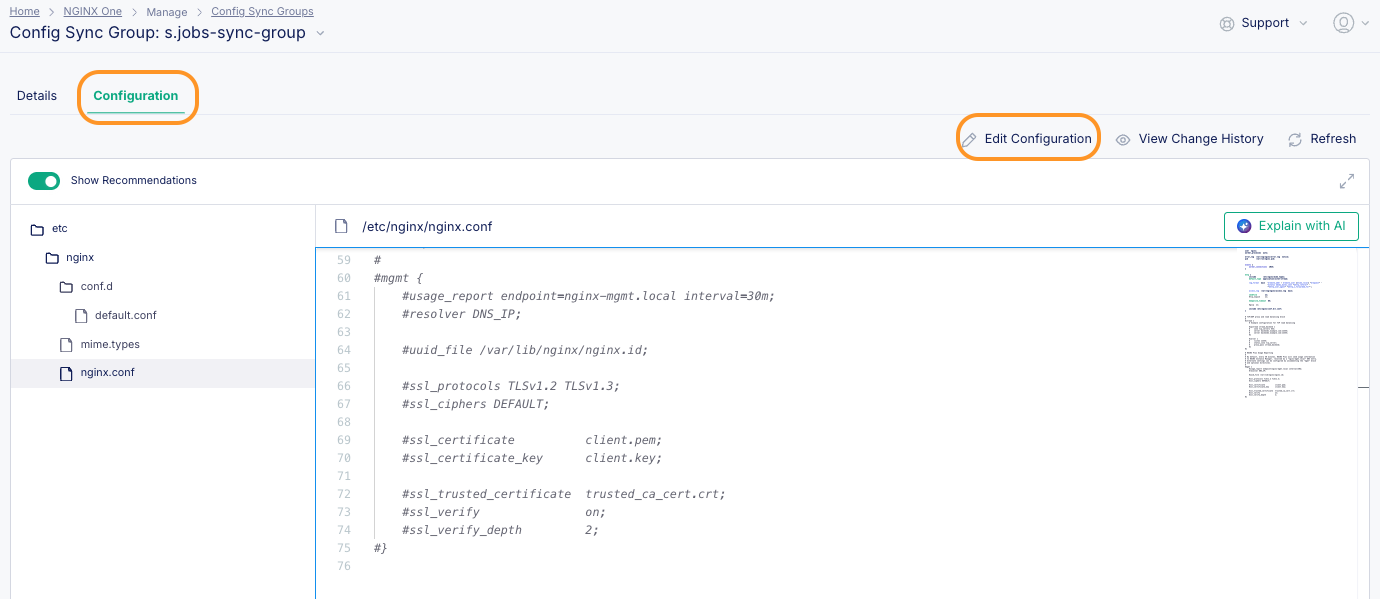 Home > NGINX One > Manage > Config Sync Groups
Config Sync Group: s.jobs-sync-group
Support
Details
Configuration
Edit Configuration
View Change History
Refresh
Show Recommendations
etc
nginx
conf.d
default.conf
mime.types
nginx.conf
/etc/nginx/nginx.conf
Explain with AI
59 #
60 #mgmt {
61 #usage_report endpoint=nginx-mgmt.local interval=30m;
62 #resolver DNS_IP;
63
64 #uuid_file /var/lib/nginx/nginx.id;
65
66 #ssl_protocols TLSv1.2 TLSv1.3;
67 #ssl_ciphers DEFAULT;
68
69 #ssl_certificate client.pem;
70 #ssl_certificate_key client.key;
71
72 #ssl_trusted_certificate trusted_ca_cert.crt;
73 #ssl_verify on;
74 #ssl_verify_depth 2;
75 #}
76